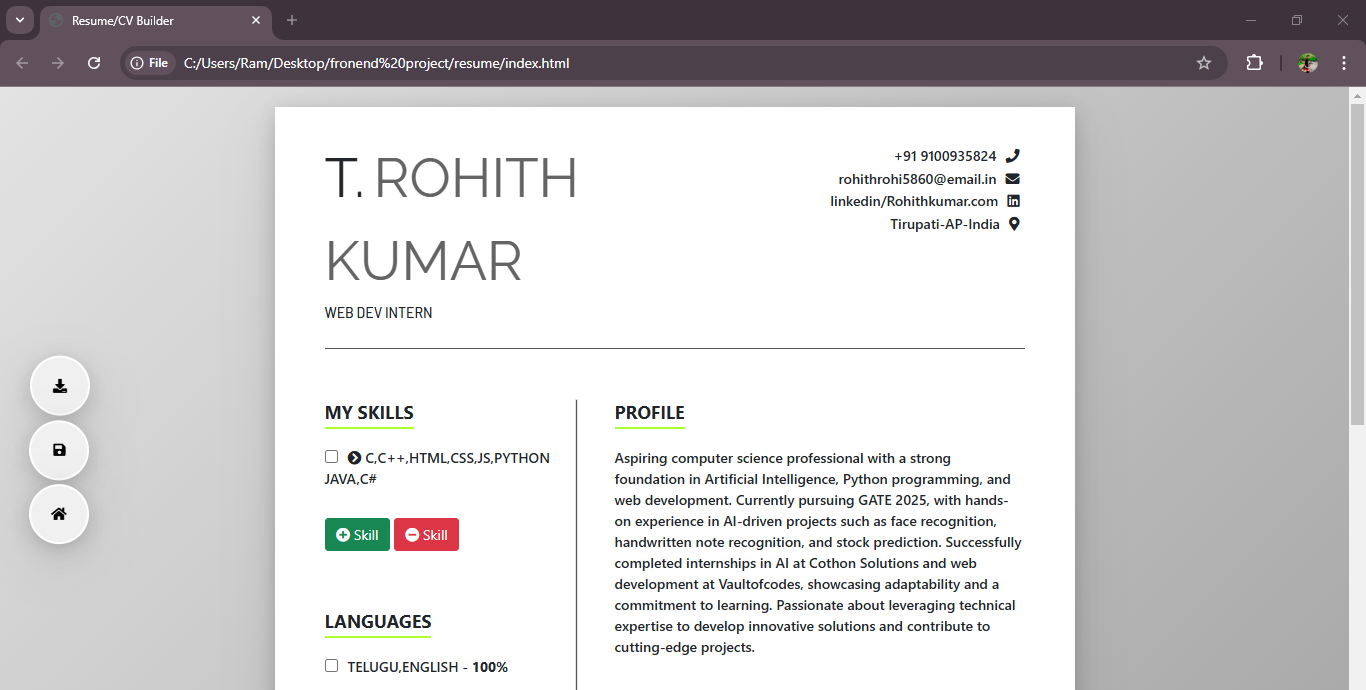 Resume/CV Builder
File
C:/Users/Ram/Desktop/fronend%20project/resume/index.html
T. ROHITH
KUMAR
WEB DEV INTERN
+91 9100935824
rohithrohi5860@email.in
linkedin/Rohithkumar.com
Tirupati-AP-India
MY SKILLS
C,C++,HTML,CSS,JS,PYTHON
JAVA,C#
Skill Skill
LANGUAGES
TELUGU,ENGLISH - 100%
PROFILE
Aspiring computer science professional with a strong
foundation in Artificial Intelligence, Python programming, and
web development. Currently pursuing GATE 2025, with hands-
on experience in AI-driven projects such as face recognition,
handwritten note recognition, and stock prediction. Successfully
completed internships in AI at Cothon Solutions and web
development at Vaultofcodes, showcasing adaptability and a
commitment to learning. Passionate about leveraging technical
expertise to develop innovative solutions and contribute to
cutting-edge projects.